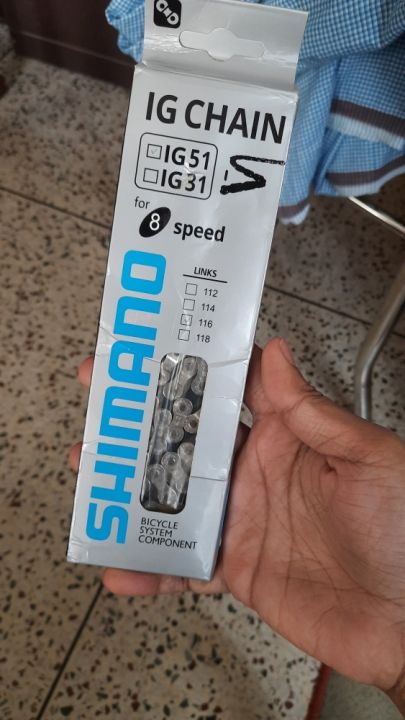 IG CHAIN
IG51
IG31
for 8 speed
LINKS
112
114
116
118
SHIMANO
BICYCLE
SYSTEM
COMPONENT